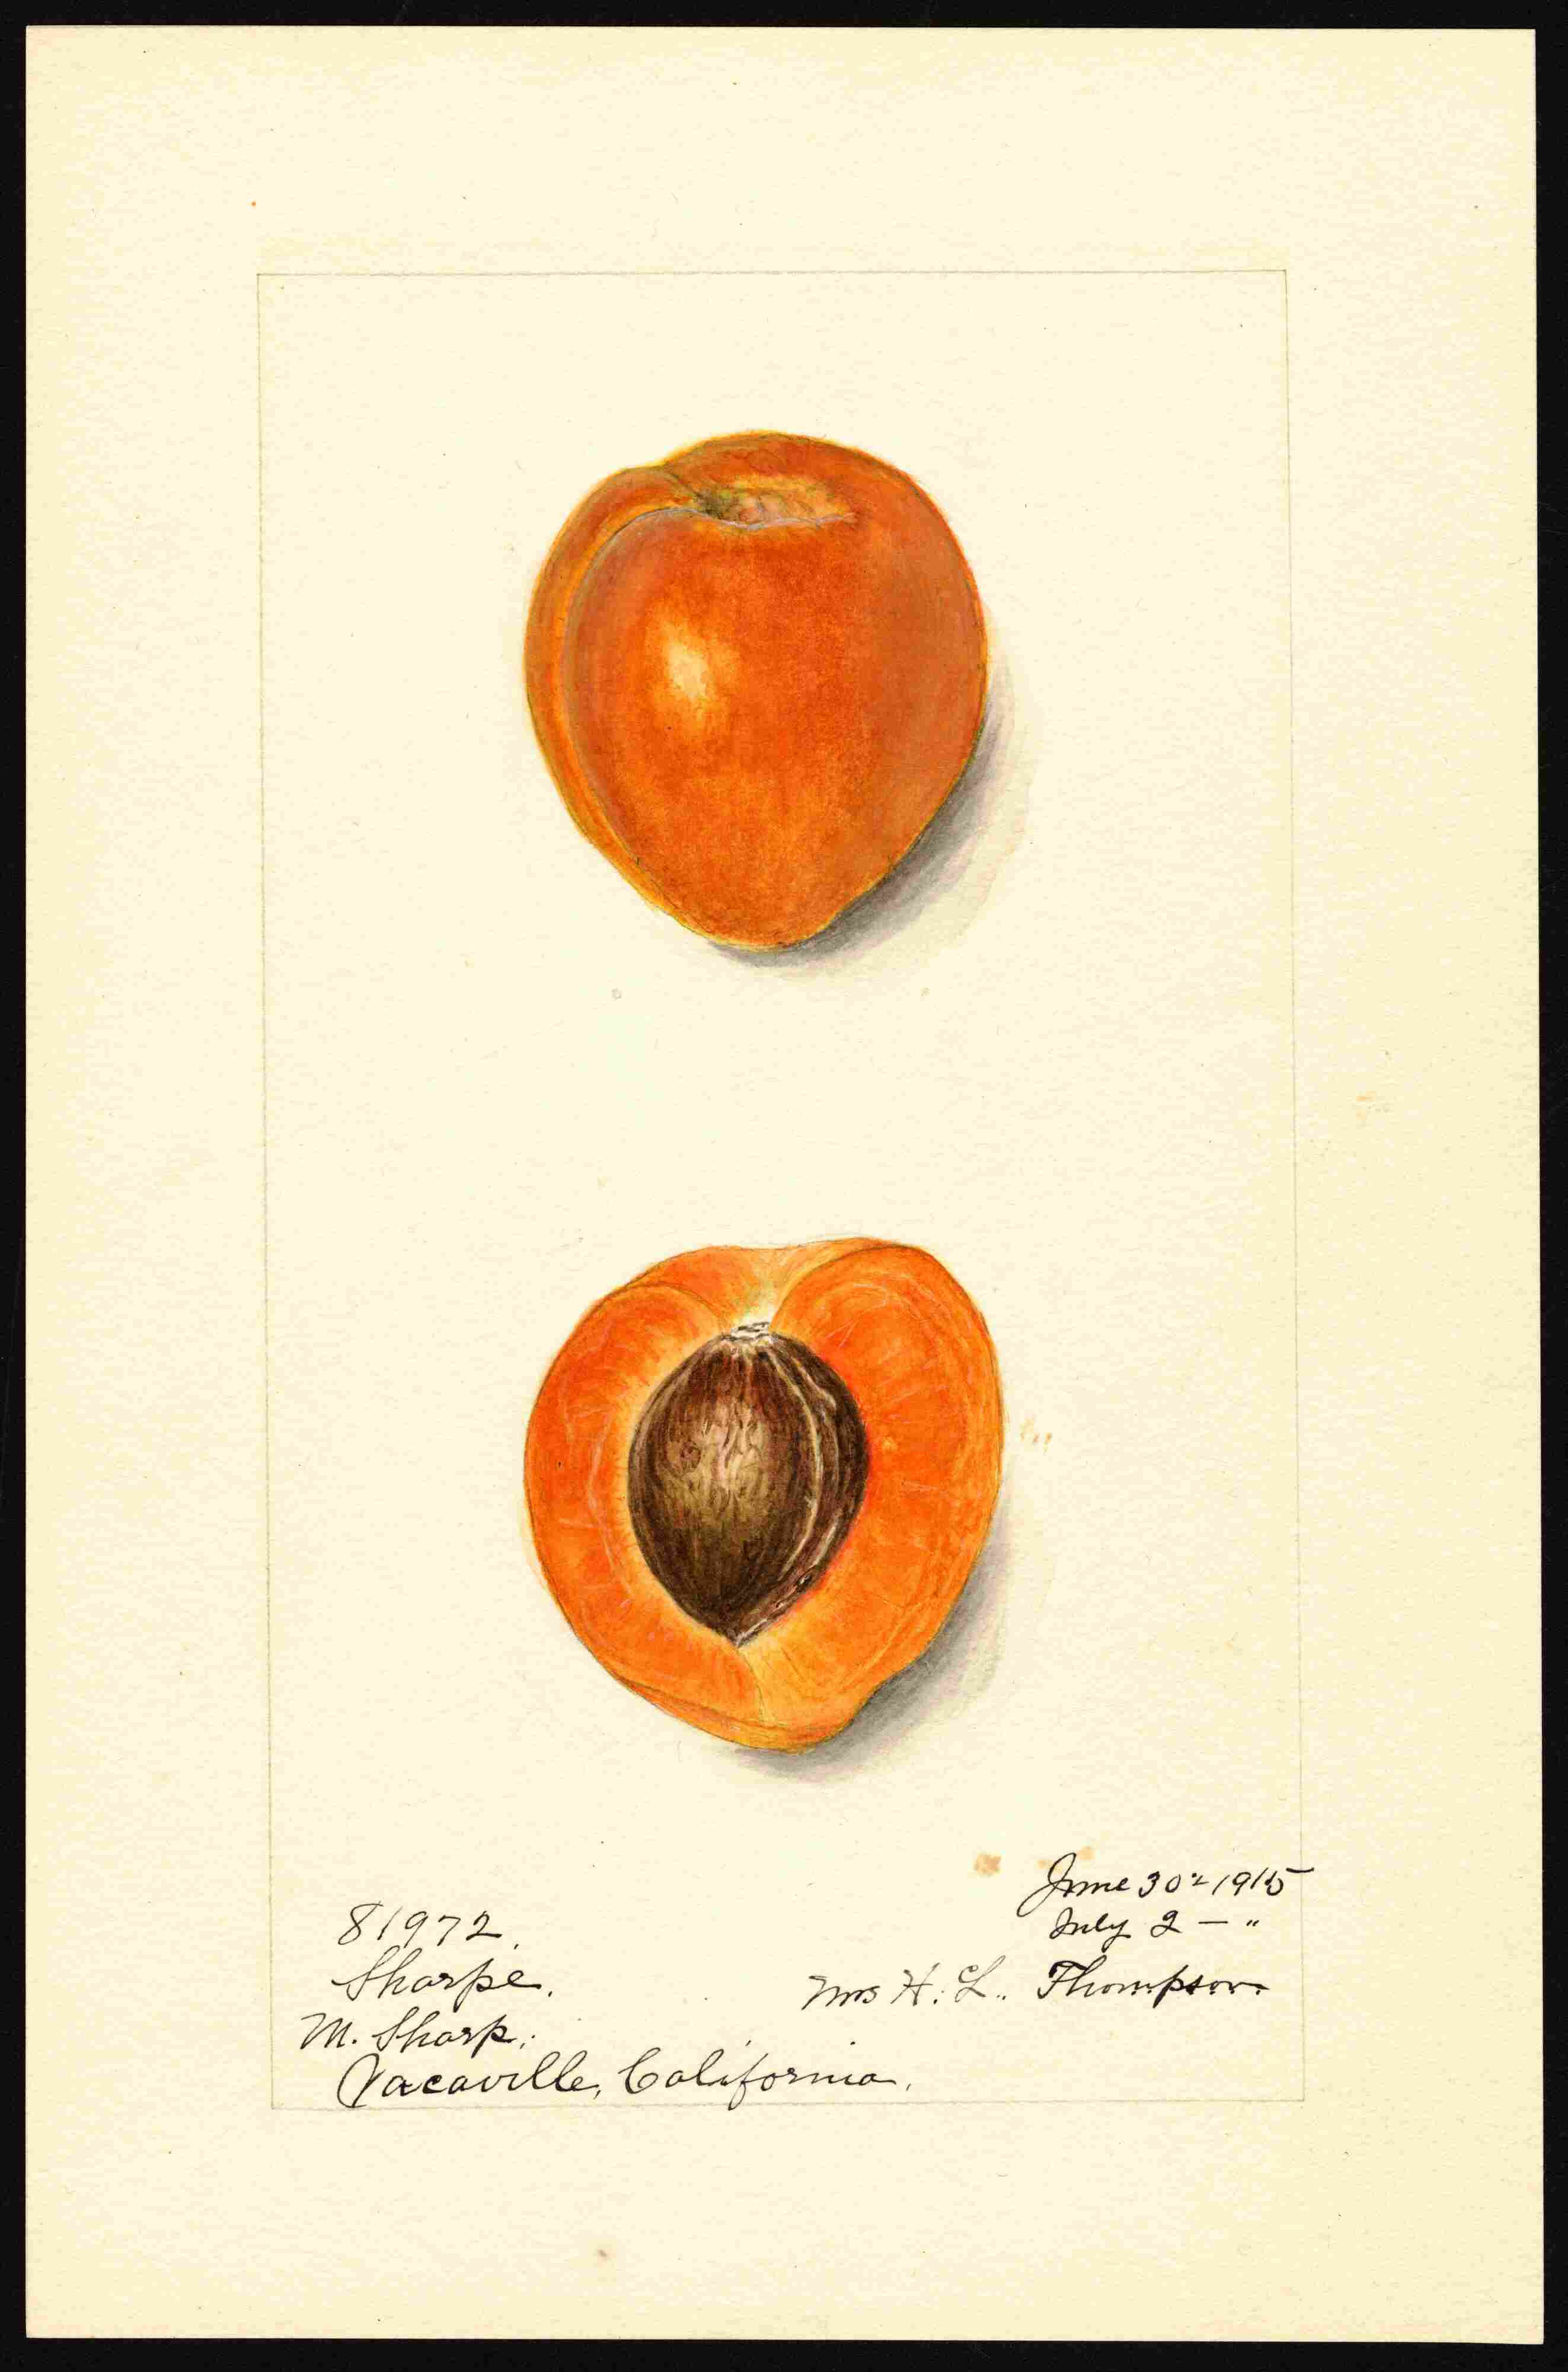 81972.
Sharpe.
M. Sharp.
Vacaville, California.
June 30 - 1915
July 2 — "
Mrs H. L. Thompson